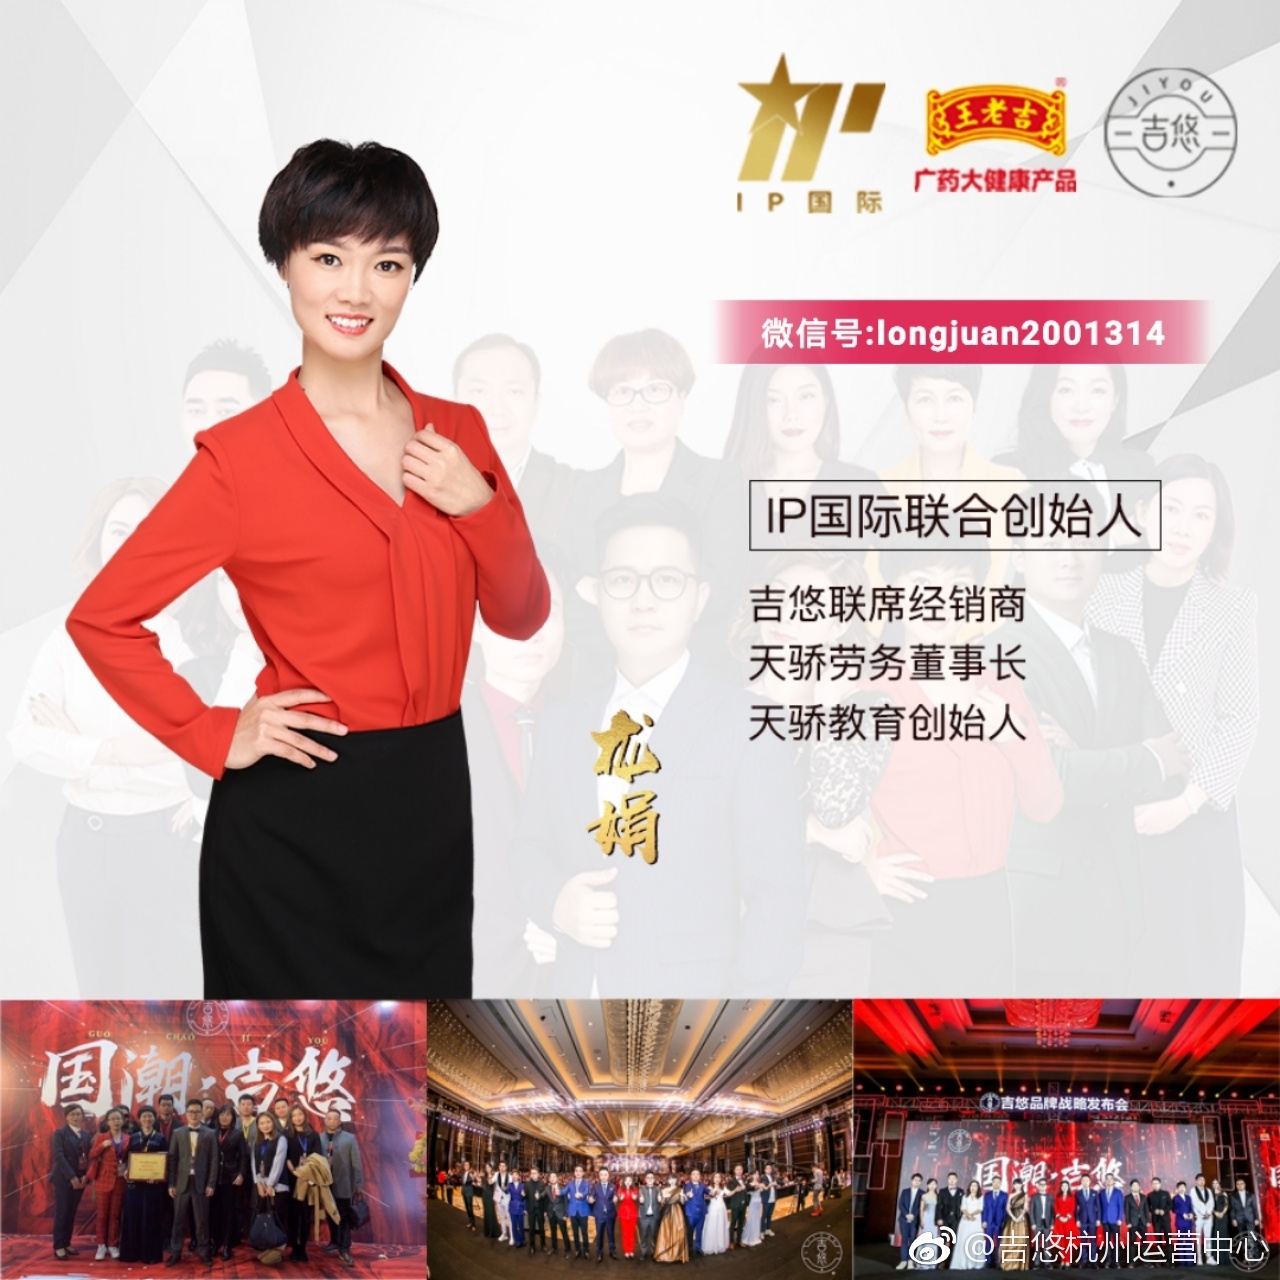 IP国际
王老吉
®
广药大健康产品
JIYOU
吉悠
微信号:longjuan2001314
IP国际联合创始人
吉悠联席经销商
天骄劳务董事长
天骄教育创始人
龙娟
GUO CHAO JI YOU
国潮·吉悠
吉悠品牌战略发布会
国潮·吉悠
@吉悠杭州运营中心